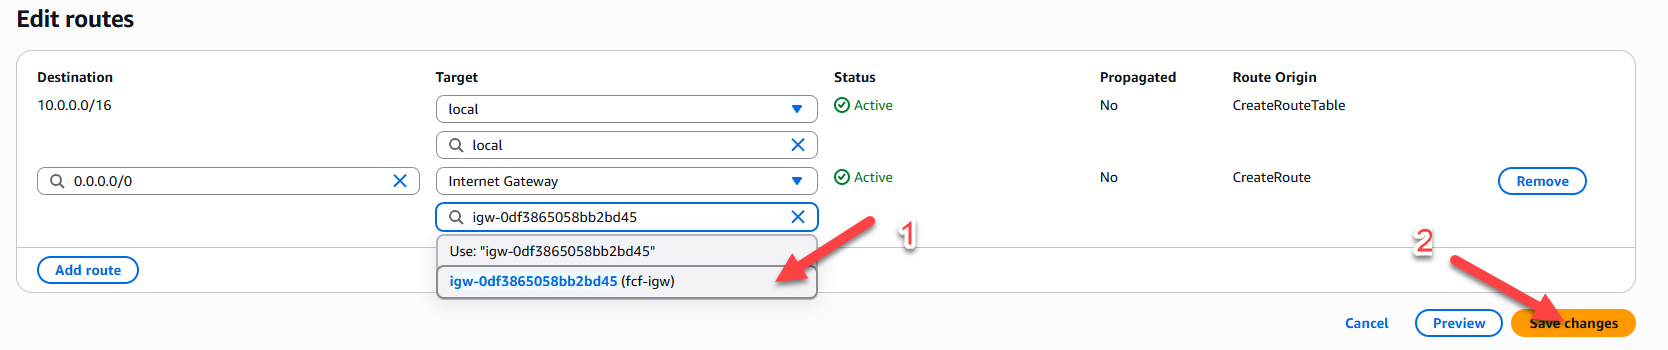 Edit routes
Destination Target Status Propagated Route Origin
10.0.0.0/16 local Active No CreateRouteTable
local
0.0.0.0/0 Internet Gateway Active No CreateRoute Remove
igw-0df3865058bb2bd45
1
Use: "igw-0df3865058bb2bd45"
2
Add route
igw-0df3865058bb2bd45 (fcf-igw)
Cancel Preview Save changes